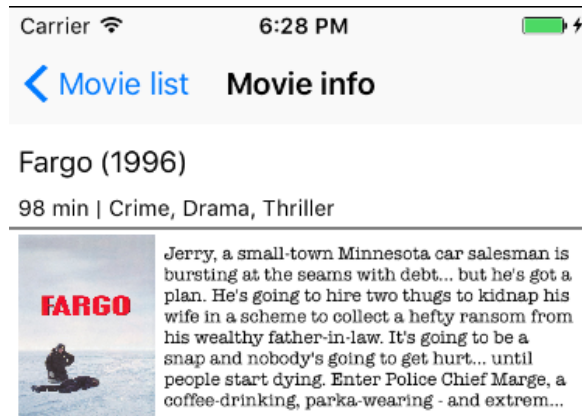 Carrier
6:28 PM
Movie list
Movie info
Fargo (1996)
98 min | Crime, Drama, Thriller
FARGO
Jerry, a small-town Minnesota car salesman is
bursting at the seams with debt... but he's got a
plan. He's going to hire two thugs to kidnap his
wife in a scheme to collect a hefty ransom from
his wealthy father-in-law. It's going to be a
snap and nobody's going to get hurt... until
people start dying. Enter Police Chief Marge, a
coffee-drinking, parka-wearing - and extrem...